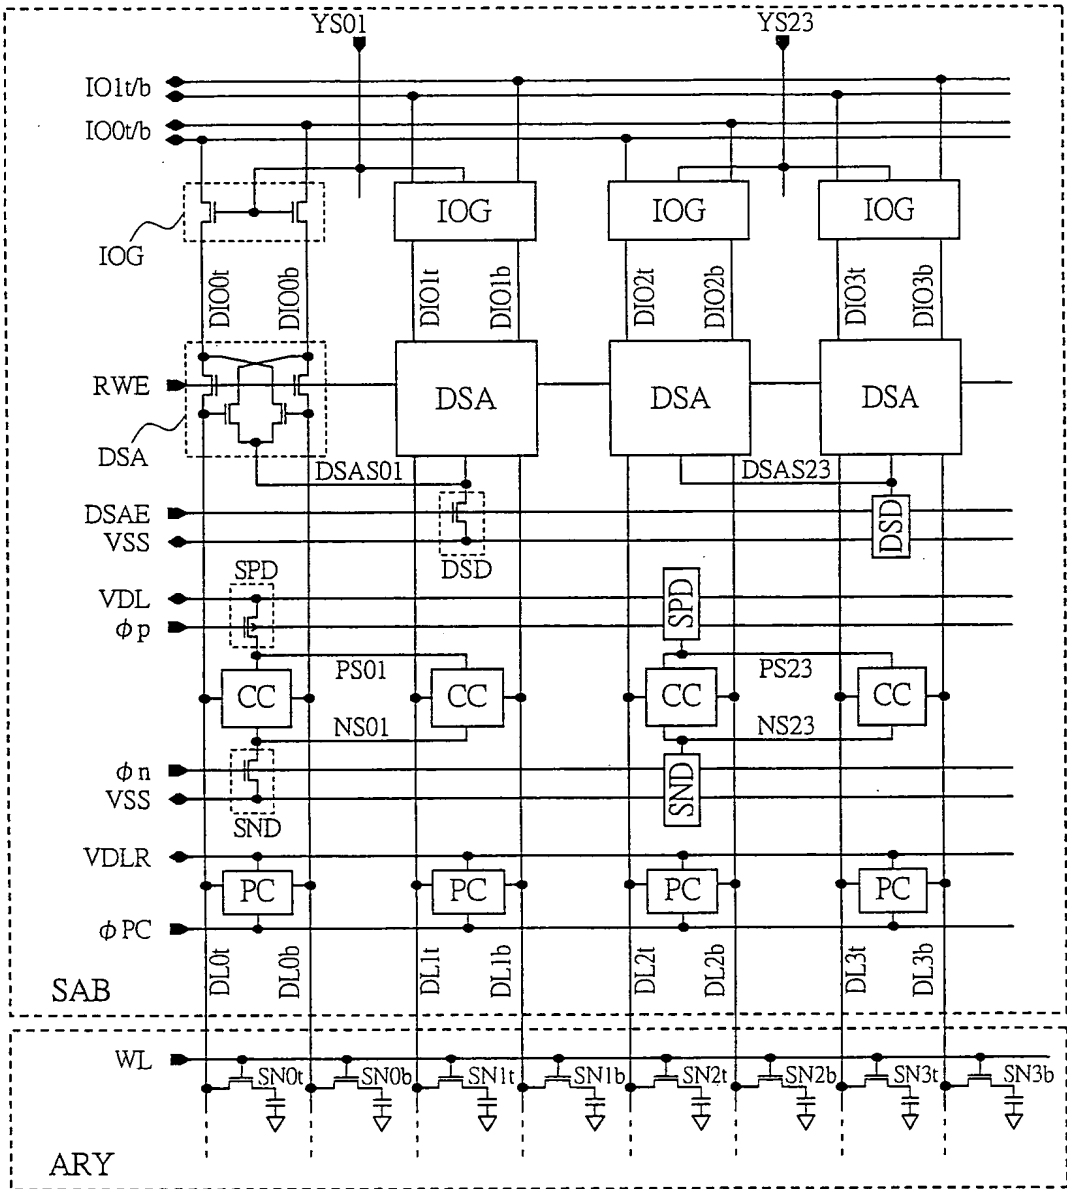 YS01 YS23
IO1t/b
IO0t/b
IOG IOG IOG
IOG
DIO0t DIO0b DIO1t DIO1b DIO2t DIO2b DIO3t DIO3b
RWE DSA DSA DSA
DSA
DSAS01 DSAS23
DSAE DSD
VSS
SPD DSD
VDL SPD
φp
PS01 PS23
CC CC CC CC
NS01 NS23
φn
VSS SND
SND
VDLR
PC PC PC PC
φPC
DL0t DL0b DL1t DL1b DL2t DL2b DL3t DL3b
SAB
WL
SN0t SN0b SN1t SN1b SN2t SN2b SN3t SN3b
ARY